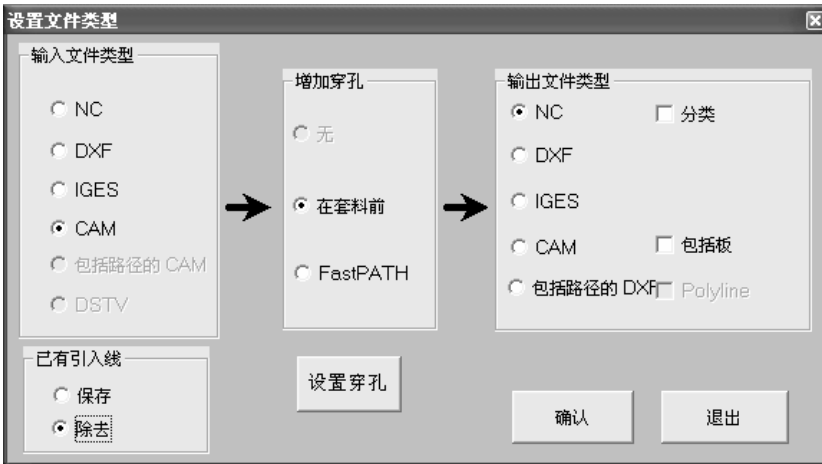 设置文件类型
输入文件类型
NC
DXF
IGES
CAM
包括路径的 CAM
DSTV
已有引入线
保存
除去
增加穿孔
无
在套料前
FastPATH
设置穿孔
输出文件类型
NC
分类
DXF
IGES
CAM
包括板
包括路径的 DXF
Polyline
确认
退出